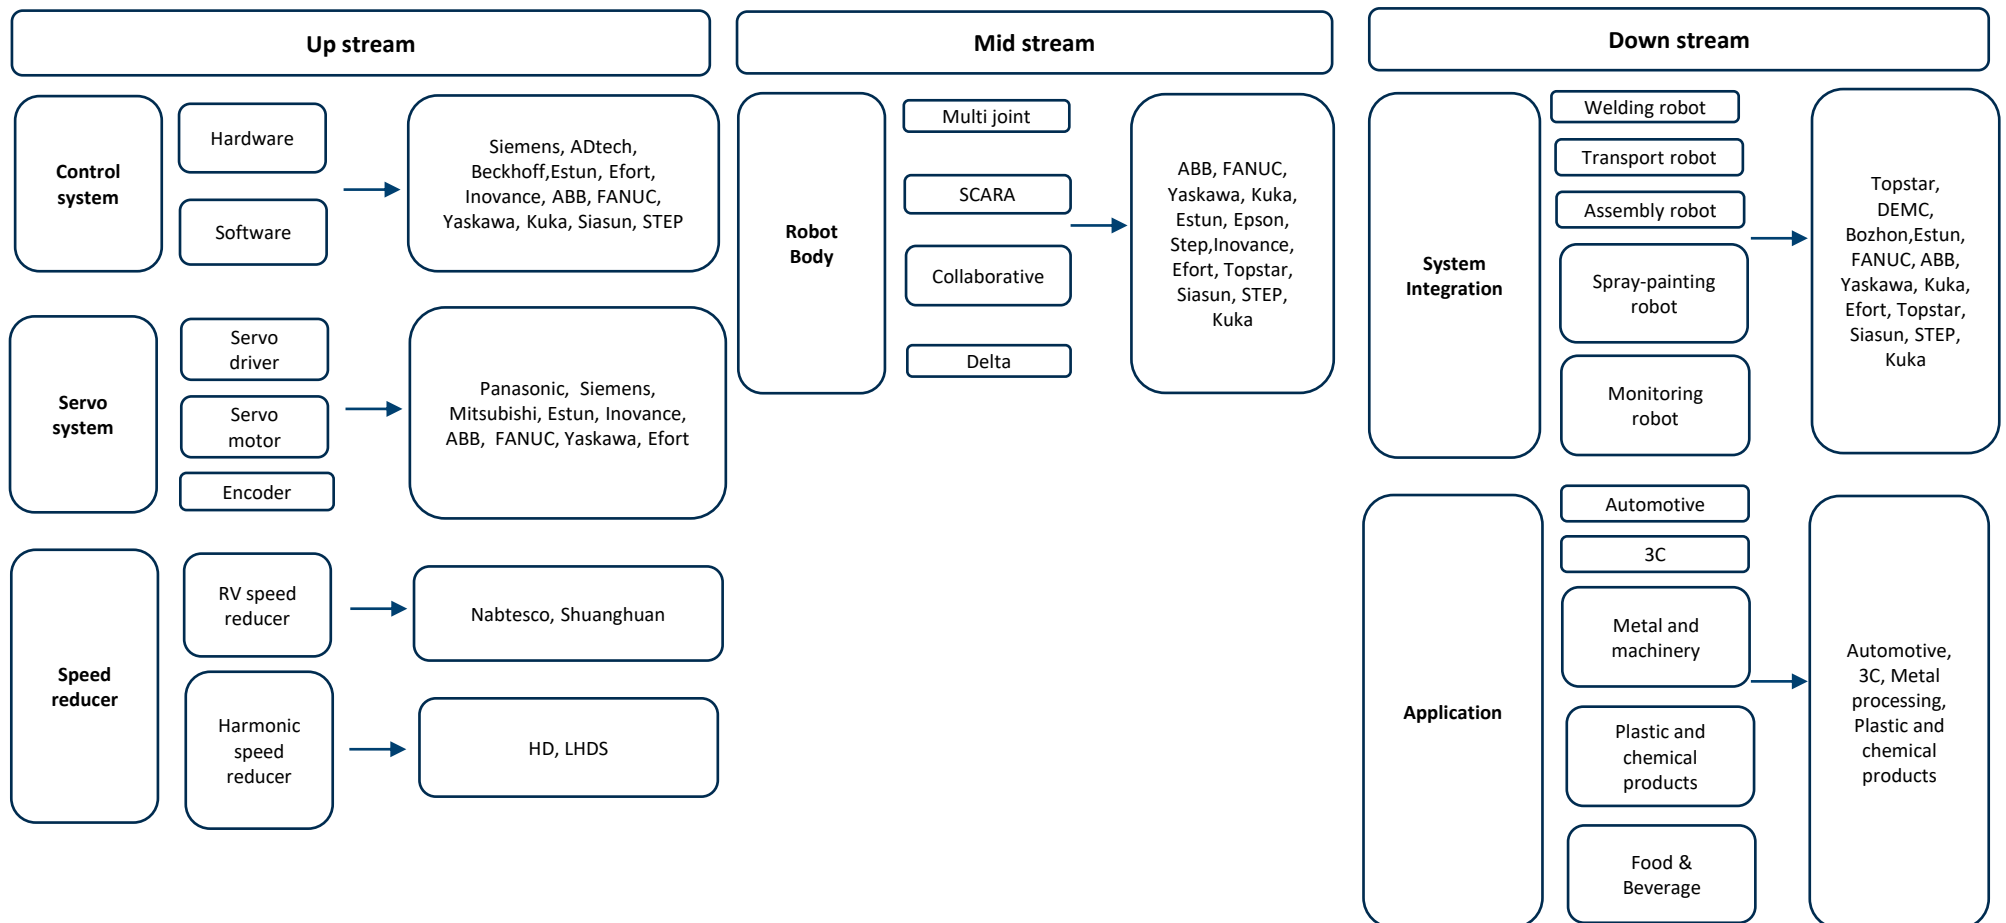 Up stream
Control
system
Hardware
Software
Siemens, ADtech,
Beckhoff,Estun, Efort,
Inovance, ABB, FANUC,
Yaskawa, Kuka, Siasun, STEP
Servo
system
Servo
driver
Servo
motor
Encoder
Panasonic,  Siemens,
Mitsubishi, Estun, Inovance,
ABB,  FANUC, Yaskawa, Efort
Speed
reducer
RV speed
reducer
Nabtesco, Shuanghuan
Harmonic
speed
reducer
HD, LHDS
Mid stream
Robot
Body
Multi joint
SCARA
Collaborative
Delta
ABB, FANUC,
Yaskawa, Kuka,
Estun, Epson,
Step,Inovance,
Efort, Topstar,
Siasun, STEP,
Kuka
Down stream
System
Integration
Welding robot
Transport robot
Assembly robot
Spray-painting
robot
Monitoring
robot
Topstar,
DEMC,
Bozhon,Estun,
FANUC, ABB,
Yaskawa, Kuka,
Efort, Topstar,
Siasun, STEP,
Kuka
Application
Automotive
3C
Metal and
machinery
Plastic and
chemical
products
Food &
Beverage
Automotive,
3C, Metal
processing,
Plastic and
chemical
products